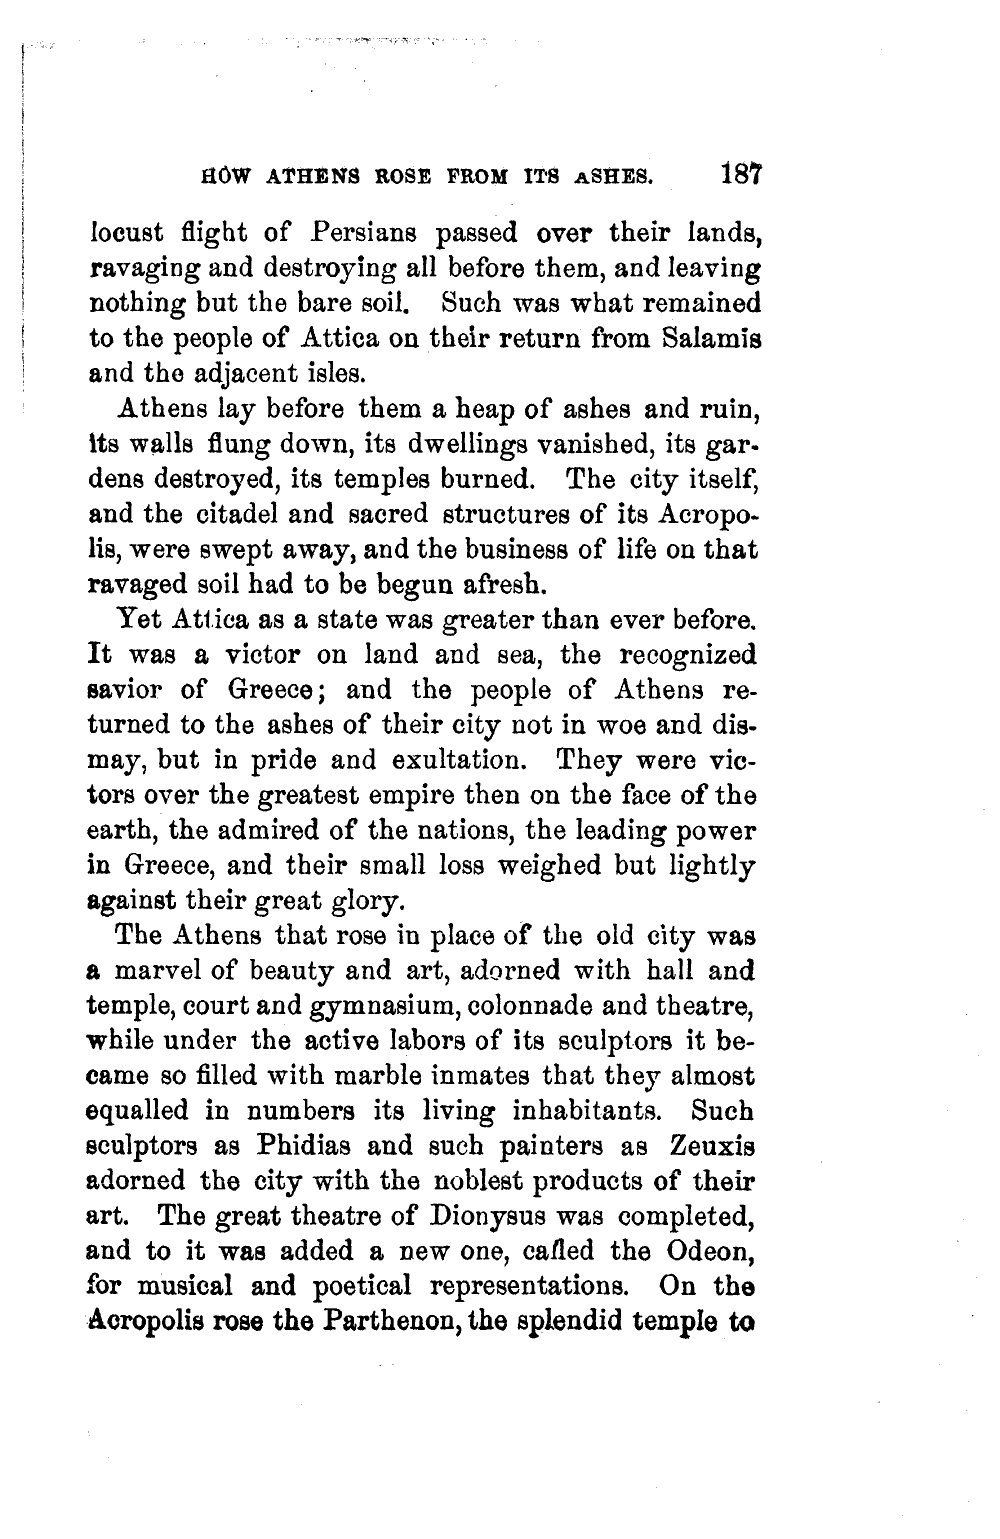 HOW ATHENS ROSE FROM ITS ASHES. 187
locust flight of Persians passed over their lands,
ravaging and destroying all before them, and leaving
nothing but the bare soil. Such was what remained
to the people of Attica on their return from Salamis
and the adjacent isles.
Athens lay before them a heap of ashes and ruin,
its walls flung down, its dwellings vanished, its gar-
dens destroyed, its temples burned. The city itself,
and the citadel and sacred structures of its Acropo-
lis, were swept away, and the business of life on that
ravaged soil had to be begun afresh.
Yet Attica as a state was greater than ever before.
It was a victor on land and sea, the recognized
savior of Greece; and the people of Athens re-
turned to the ashes of their city not in woe and dis-
may, but in pride and exultation. They were vic-
tors over the greatest empire then on the face of the
earth, the admired of the nations, the leading power
in Greece, and their small loss weighed but lightly
against their great glory.
The Athens that rose in place of the old city was
a marvel of beauty and art, adorned with hall and
temple, court and gymnasium, colonnade and theatre,
while under the active labors of its sculptors it be-
came so filled with marble inmates that they almost
equalled in numbers its living inhabitants. Such
sculptors as Phidias and such painters as Zeuxis
adorned the city with the noblest products of their
art. The great theatre of Dionysus was completed,
and to it was added a new one, called the Odeon,
for musical and poetical representations. On the
Acropolis rose the Parthenon, the splendid temple to